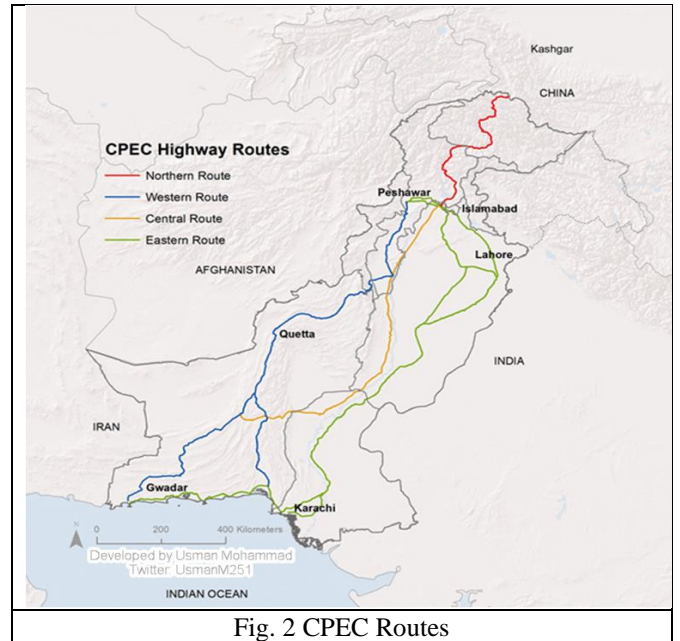 Kashgar
CHINA
CPEC Highway Routes
Northern Route
Western Route
Central Route
Eastern Route
Peshawar
Islamabad
Lahore
AFGHANISTAN
Quetta
INDIA
IRAN
Gwadar
Karachi
N
0 200 400 Kilometers
Developed by Usman Mohammad
Twitter: UsmanM251
INDIAN OCEAN
Fig. 2 CPEC Routes